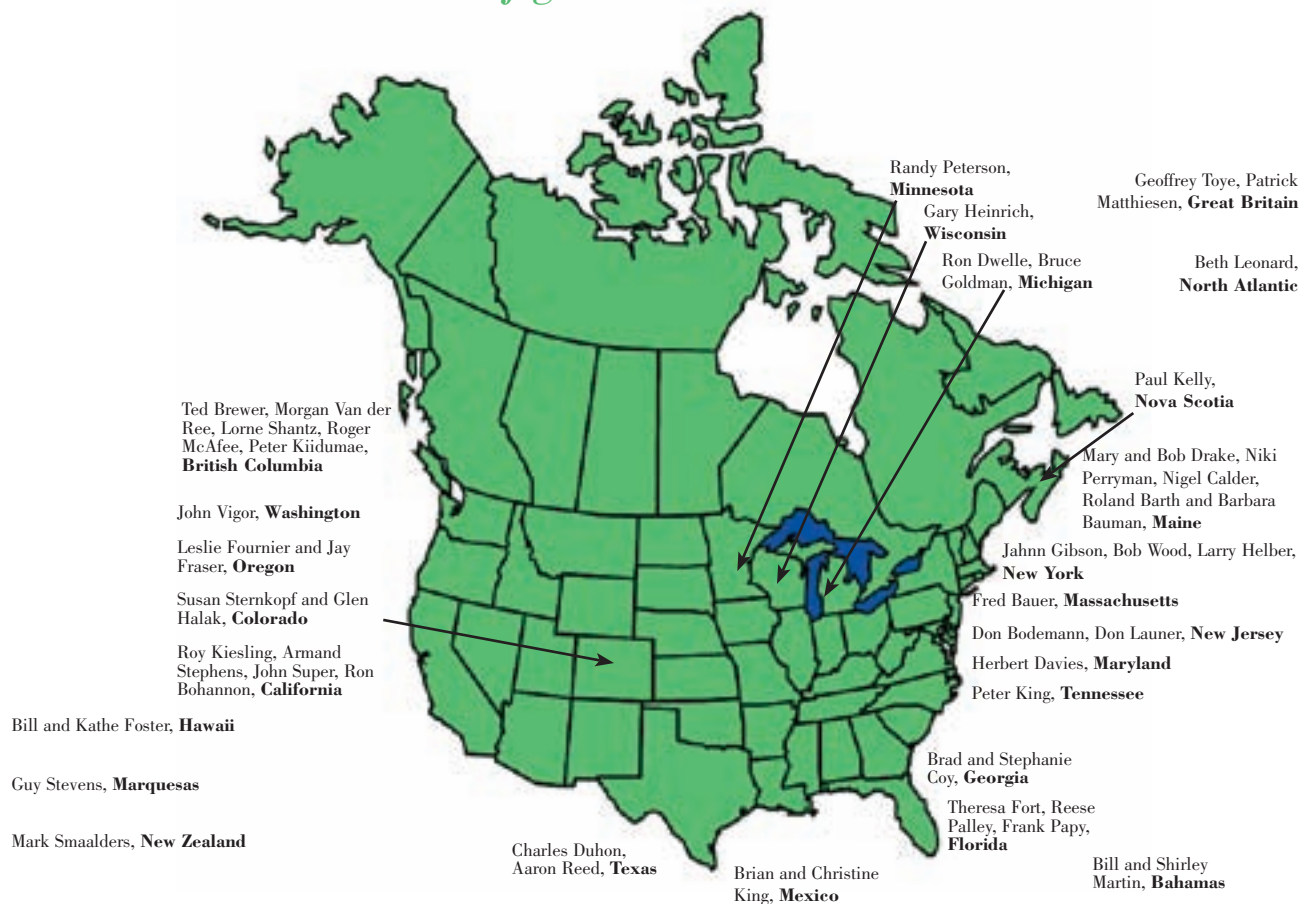 Randy Peterson,
Minnesota
Gary Heinrich,
Wisconsin
Ron Dwelle, Bruce
Goldman, Michigan
Geoffrey Toye, Patrick
Matthiesen, Great Britain
Beth Leonard,
North Atlantic
Paul Kelly,
Nova Scotia
Ted Brewer, Morgan Van der
Ree, Lorne Shantz, Roger
McAfee, Peter Kiidumae,
British Columbia
John Vigor, Washington
Leslie Fournier and Jay
Fraser, Oregon
Susan Sternkopf and Glen
Halak, Colorado
Roy Kiesling, Armand
Stephens, John Super, Ron
Bohannon, California
Bill and Kathe Foster, Hawaii
Guy Stevens, Marquesas
Mark Smaalders, New Zealand
Mary and Bob Drake, Niki
Perryman, Nigel Calder,
Roland Barth and Barbara
Bauman, Maine
Jahnn Gibson, Bob Wood, Larry Helber,
New York
Fred Bauer, Massachusetts
Don Bodemann, Don Launer, New Jersey
Herbert Davies, Maryland
Peter King, Tennessee
Brad and Stephanie
Coy, Georgia
Theresa Fort, Reese
Palley, Frank Papy,
Florida
Charles Duhon,
Aaron Reed, Texas
Brian and Christine
King, Mexico
Bill and Shirley
Martin, Bahamas